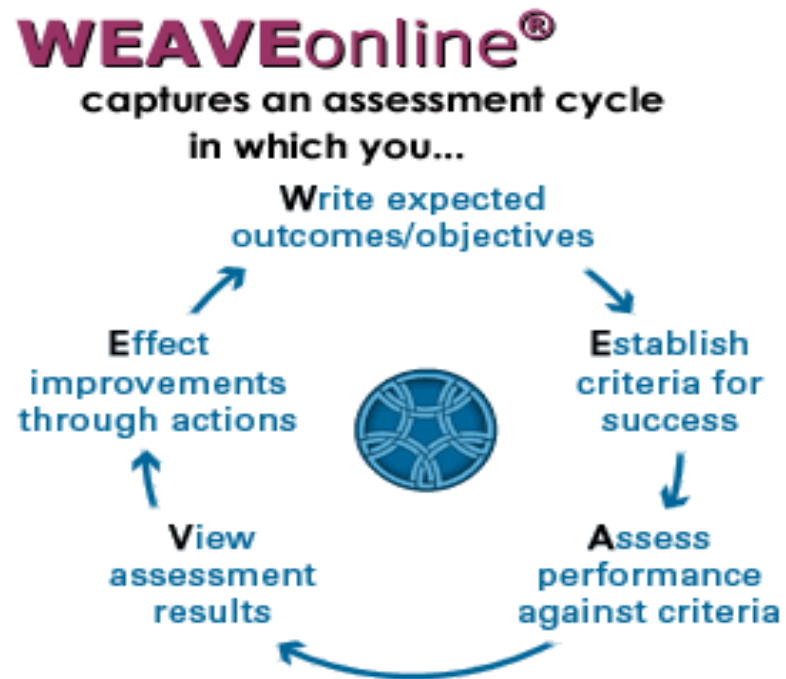 WEAVEonline®
captures an assessment cycle
in which you...
Write expected
outcomes/objectives
Establish
criteria for
success
Assess
performance
against criteria
View
assessment
results
Effect
improvements
through actions